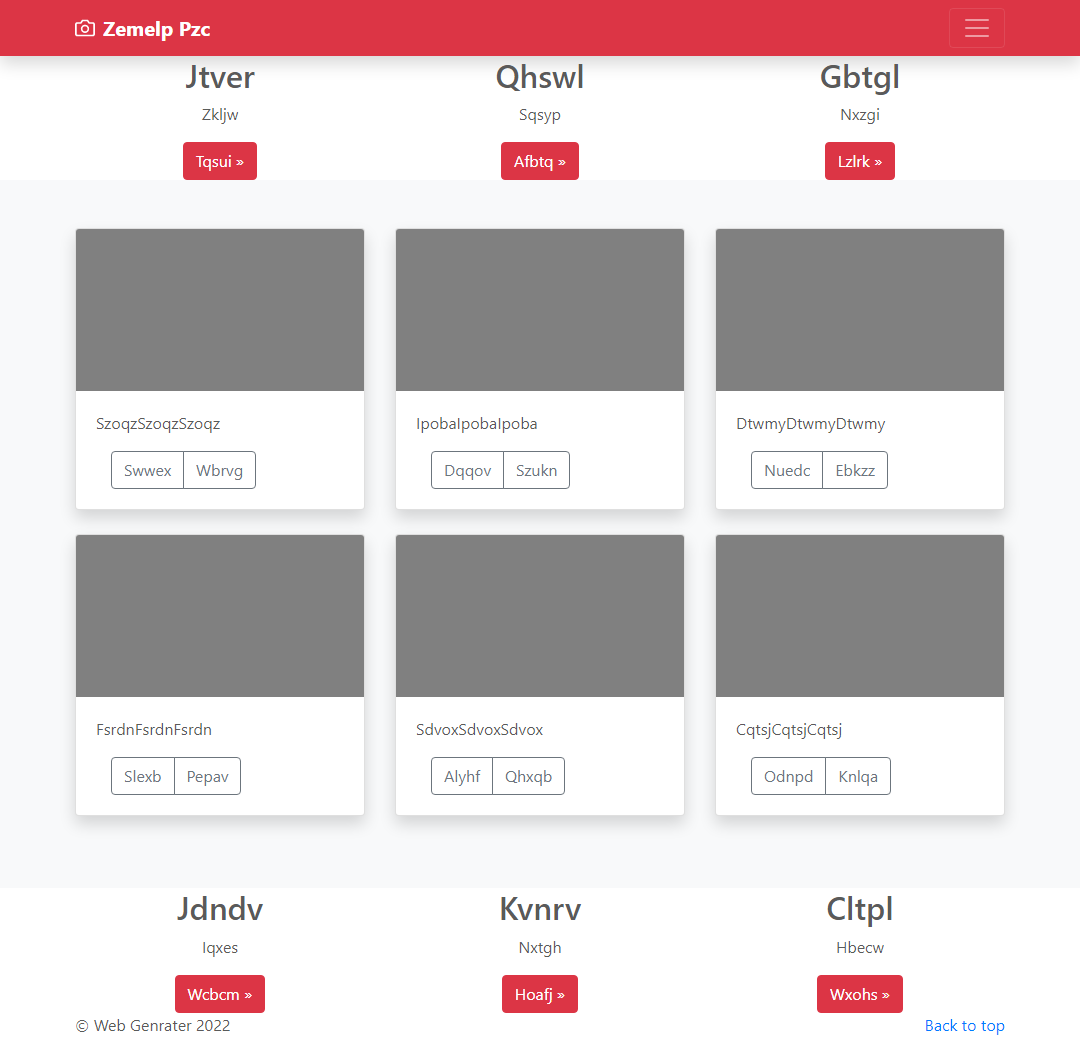 Zemelp Pzc
Jtver Qhswl Gbtgl
Zkljw Sqsyp Nxzgi
Tqsui » Afbtq » Lzlrk »
SzoqzSzoqzSzoqz IpobaIpobaIpoba DtwmyDtwmyDtwmy
Swwex Wbrvg Dqqov Szukn Nuedc Ebkzz
FsrdnFsrdnFsrdn SdvoxSdvoxSdvox CqtsjCqtsjCqtsj
Slexb Pepav Alyhf Qhxqb Odnpd Knlqa
Jdndv Kvnrv Cltpl
Iqxes Nxtgh Hbecw
Wcbcm » Hoafj » Wxohs »
© Web Genrater 2022 Back to top